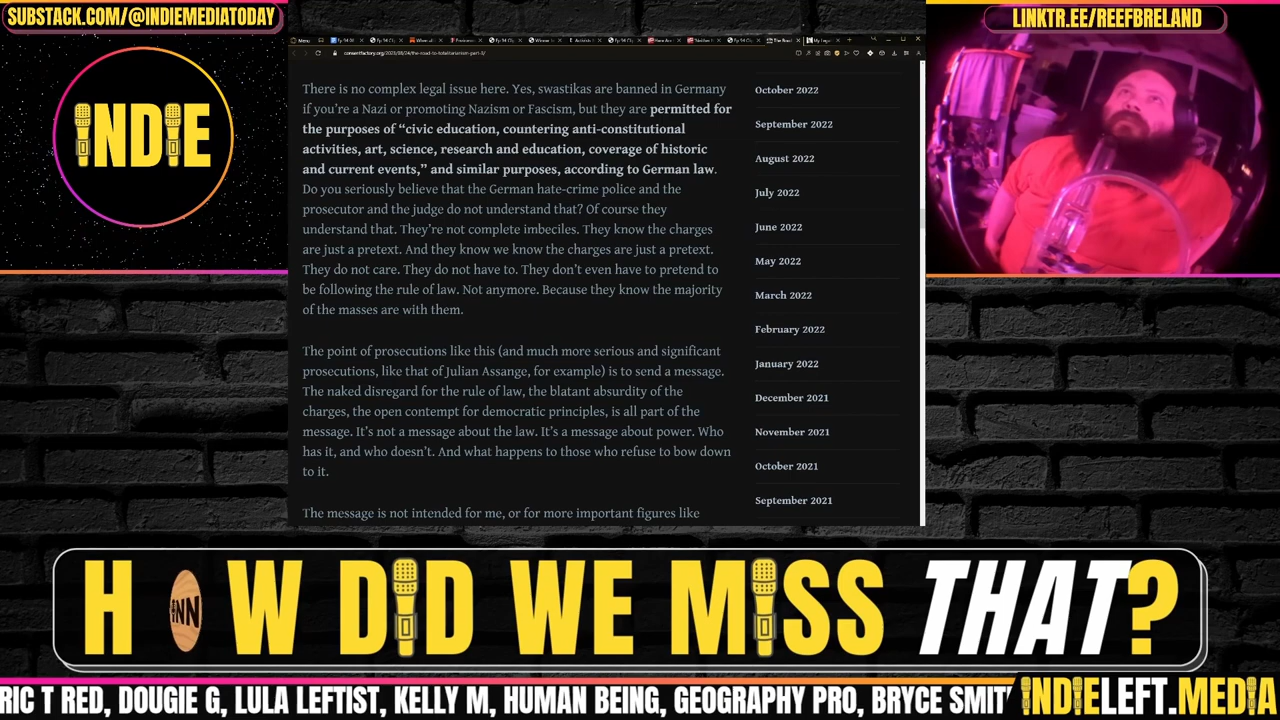 SUBSTACK.COM/@INDIEMEDIATODAY
LINKTR.EE/REEFBRELAND
INDIE
Menu
consentfactory.org/2023/08/24/the-road-to-totalitarianism-part-3/
There is no complex legal issue here. Yes, swastikas are banned in Germany
if you're a Nazi or promoting Nazism or Fascism, but they are permitted for
the purposes of “civic education, countering anti-constitutional
activities, art, science, research and education, coverage of historic
and current events,” and similar purposes, according to German law.
Do you seriously believe that the German hate-crime police and the
prosecutor and the judge do not understand that? Of course they
understand that. They're not complete imbeciles. They know the charges
are just a pretext. And they know we know the charges are just a pretext.
They do not care. They do not have to. They don't even have to pretend to
be following the rule of law. Not anymore. Because they know the majority
of the masses are with them.
The point of prosecutions like this (and much more serious and significant
prosecutions, like that of Julian Assange, for example) is to send a message.
The naked disregard for the rule of law, the blatant absurdity of the
charges, the open contempt for democratic principles, is all part of the
message. It's not a message about the law. It's a message about power. Who
has it, and who doesn't. And what happens to those who refuse to bow down
to it.
The message is not intended for me, or for more important figures like
October 2022
September 2022
August 2022
July 2022
June 2022
May 2022
March 2022
February 2022
January 2022
December 2021
November 2021
October 2021
September 2021
HOW DID WE MISS THAT?
INN
RIC T RED, DOUGIE G, LULA LEFTIST, KELLY M, HUMAN BEING, GEOGRAPHY PRO, BRYCE SMIT
INDIELEFT.MEDIA